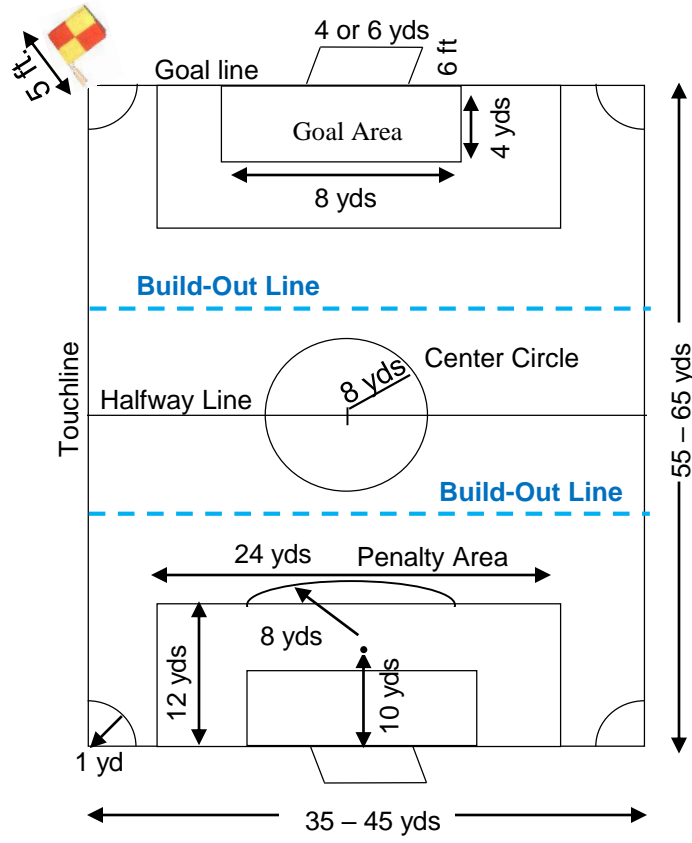 4 or 6 yds
5 ft.
Goal line
6 ft
Goal Area
4 yds
8 yds
Build-Out Line
Center Circle
8 yds
Halfway Line
Touchline
55 – 65 yds
Build-Out Line
24 yds
Penalty Area
8 yds
12 yds
10 yds
1 yd
35 – 45 yds